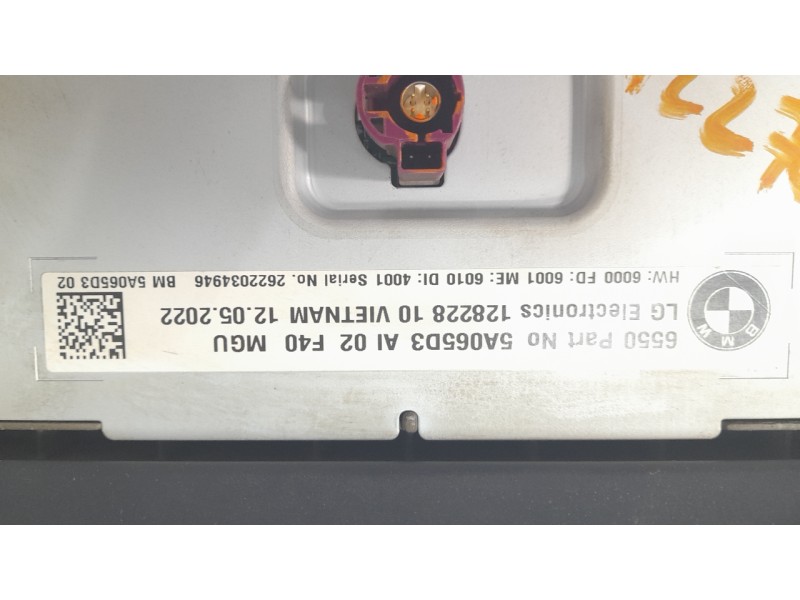 BMW
6550 Part No 5A065D3 AI 02 F40 MGU
LG Electronics 128228 10 VIETNAM 12.05.2022
HW: 6000 FD: 6001 ME: 6010 DI: 4001 Serial No. 2622034946 BM 5A065D3 02